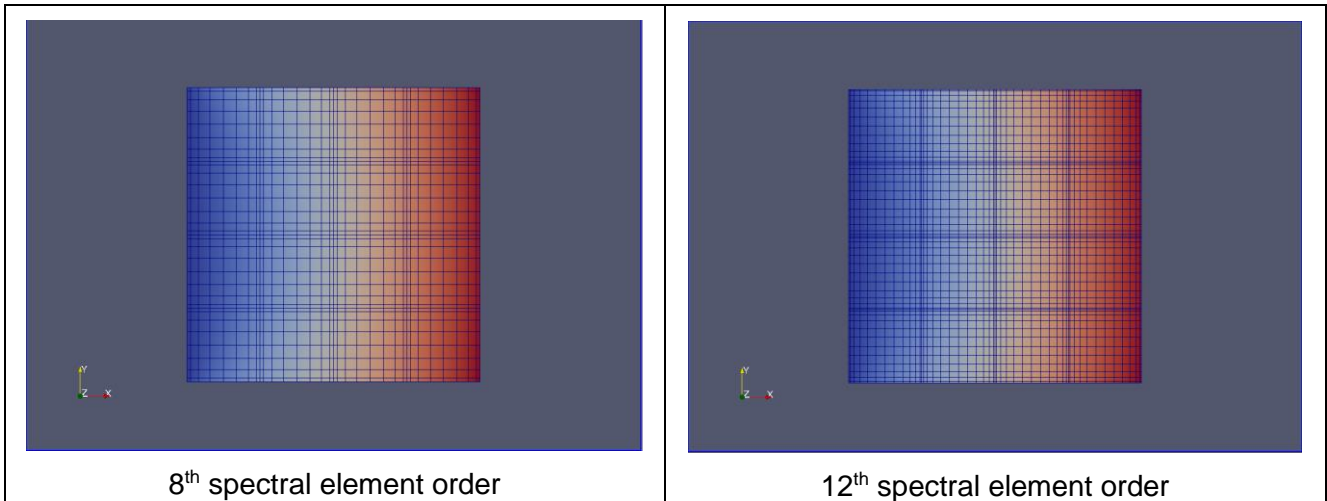 Y
Z X
Y
Z X
8th spectral element order
12th spectral element order